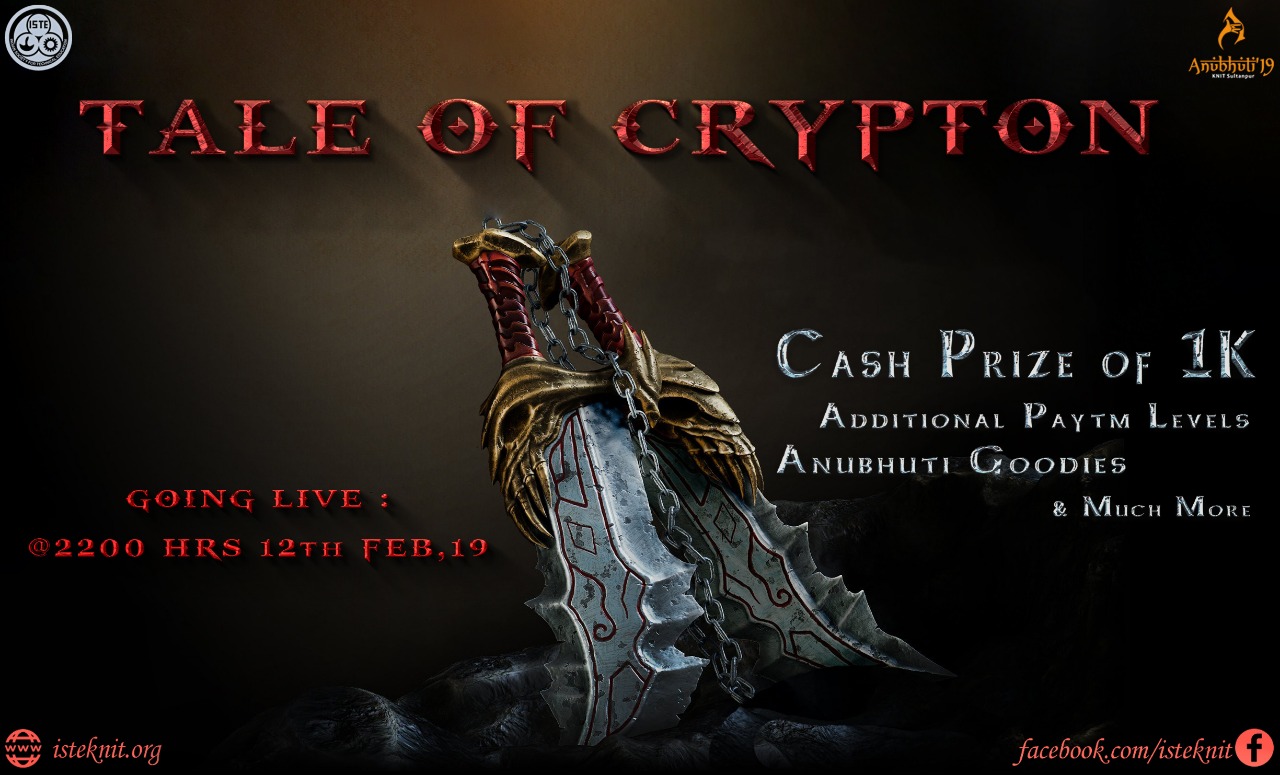 ISTE
Anubhuti'19
KNIT Sultanpur
TALE OF CRYPTON
CASH PRIZE OF 1K
ADDITIONAL PAYTM LEVELS
ANUBHUTI GOODIES
& MUCH MORE
GOING LIVE :
@2200 HRS 12TH FEB,19
www isteknit.org
facebook.com/isteknit f